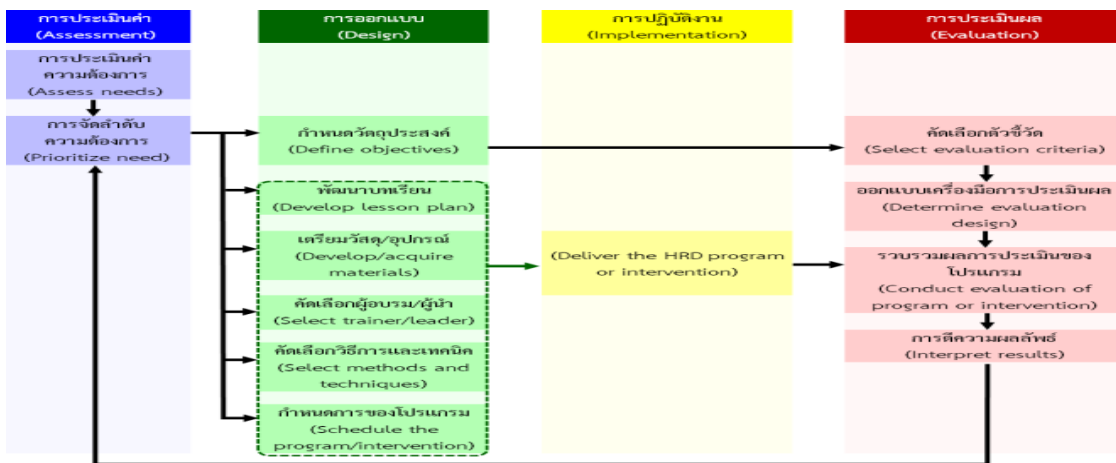 การประเมินค่า
(Assessment)
การประเมินค่า
ความต้องการ
(Assess needs)
การจัดลำดับ
ความต้องการ
(Prioritize need)
การออกแบบ
(Design)
กำหนดวัตถุประสงค์
(Define objectives)
พัฒนาบทเรียน
(Develop lesson plan)
เตรียมวัสดุ/อุปกรณ์
(Develop/acquire
materials)
คัดเลือกผู้อบรม/ผู้นำ
(Select trainer/leader)
คัดเลือกวิธีการและเทคนิค
(Select methods and
techniques)
กำหนดการของโปรแกรม
(Schedule the
program/intervention)
การปฏิบัติงาน
(Implementation)
(Deliver the HRD program
or intervention)
การประเมินผล
(Evaluation)
คัดเลือกตัวชี้วัด
(Select evaluation criteria)
ออกแบบเครื่องมือการประเมินผล
(Determine evaluation
design)
รวบรวมผลการประเมินของ
โปรแกรม
(Conduct evaluation of
program or intervention)
การตีความผลลัพธ์
(Interpret results)